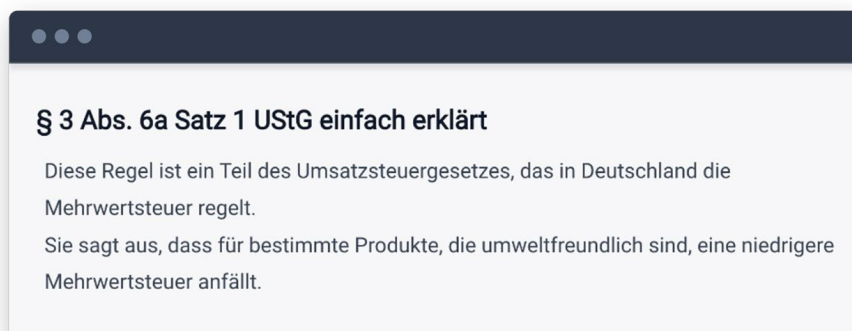 § 3 Abs. 6a Satz 1 UStG einfach erklärt
Diese Regel ist ein Teil des Umsatzsteuergesetzes, das in Deutschland die
Mehrwertsteuer regelt.
Sie sagt aus, dass für bestimmte Produkte, die umweltfreundlich sind, eine niedrigere
Mehrwertsteuer anfällt.